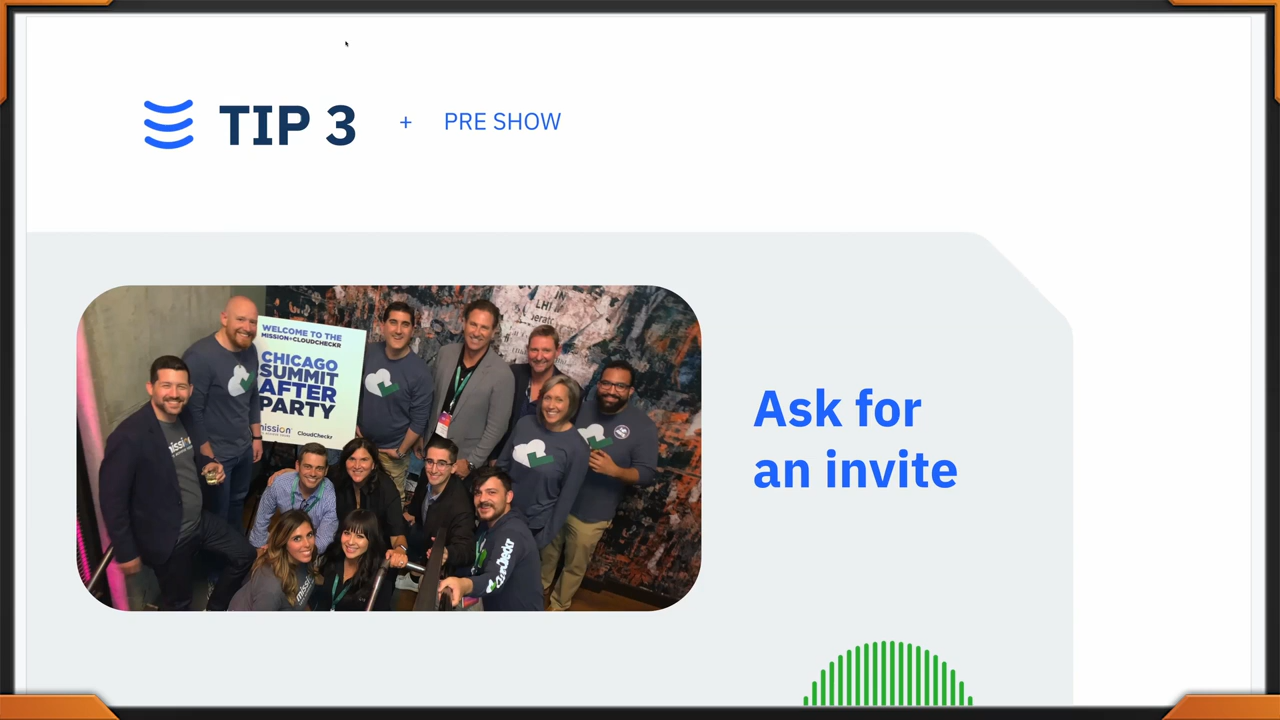 TIP 3 + PRE SHOW
WELCOME TO THE
MISSION+CLOUDCHECKR
CHICAGO
SUMMIT
AFTER
PARTY
mission
CloudCheckr
Ask for
an invite